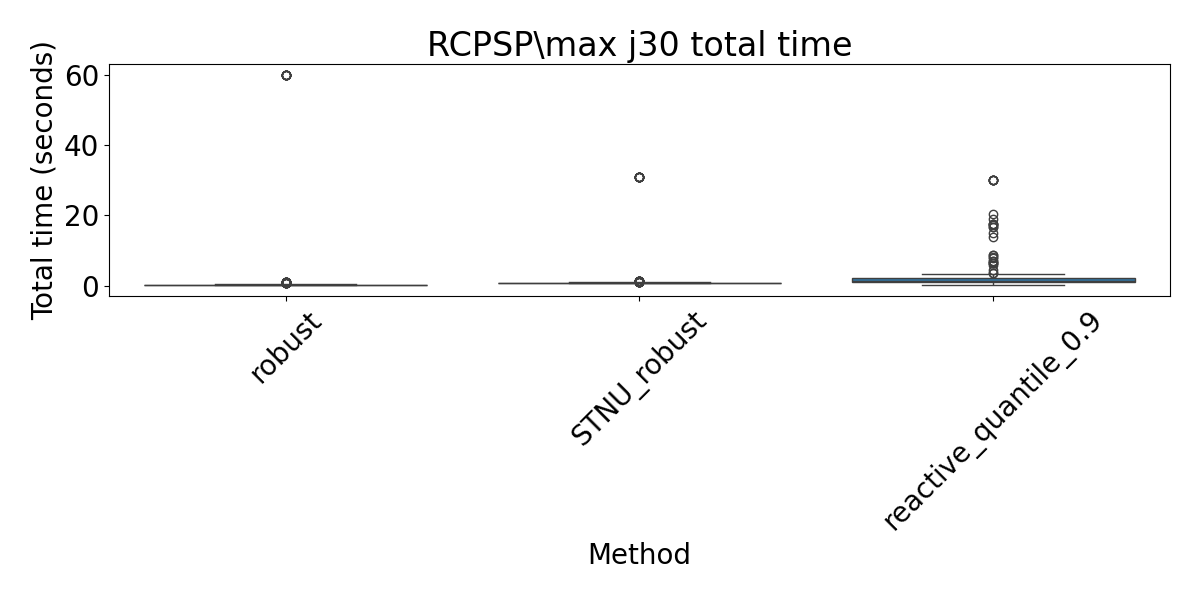 RCPSP\max j30 total time
Total time (seconds)
60
40
20
0
robust
STNU_robust
reactive_quantile_0.9
Method